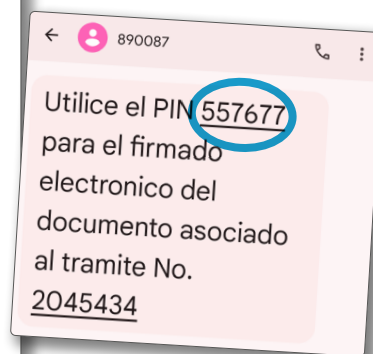 890087
Utilice el PIN 557677
para el firmado
electronico del
documento asociado
al tramite No.
2045434